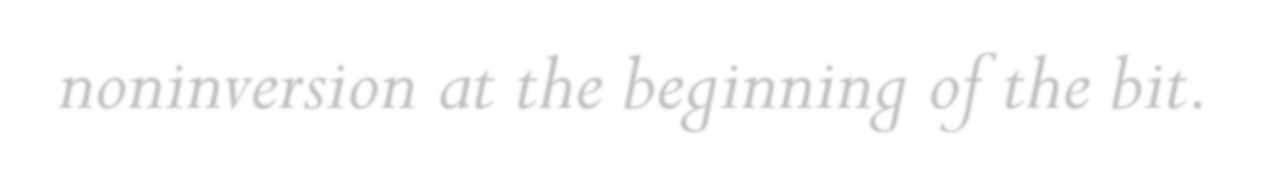 noninversion at the beginning of the bit.